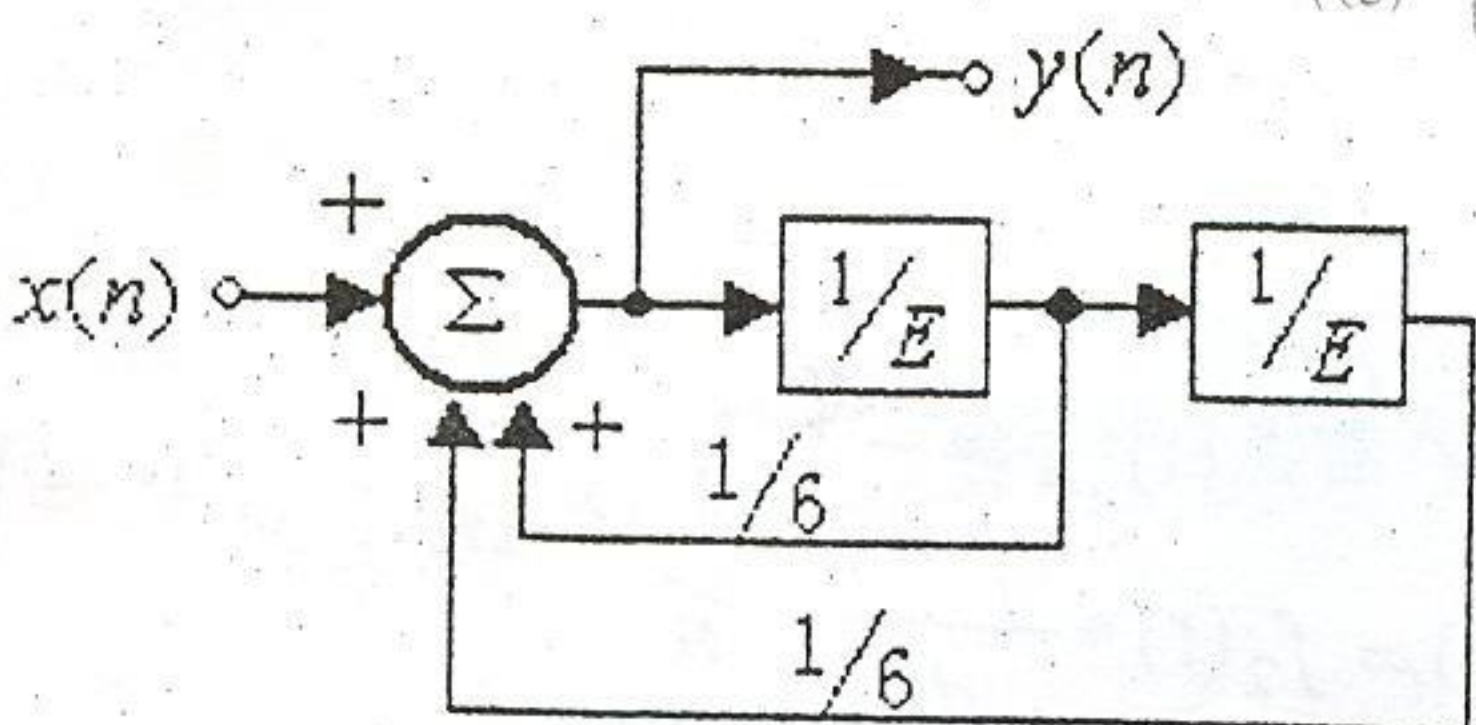 y(n)
+
x(n)
Σ
1/E
1/E
+
+
1/6
1/6